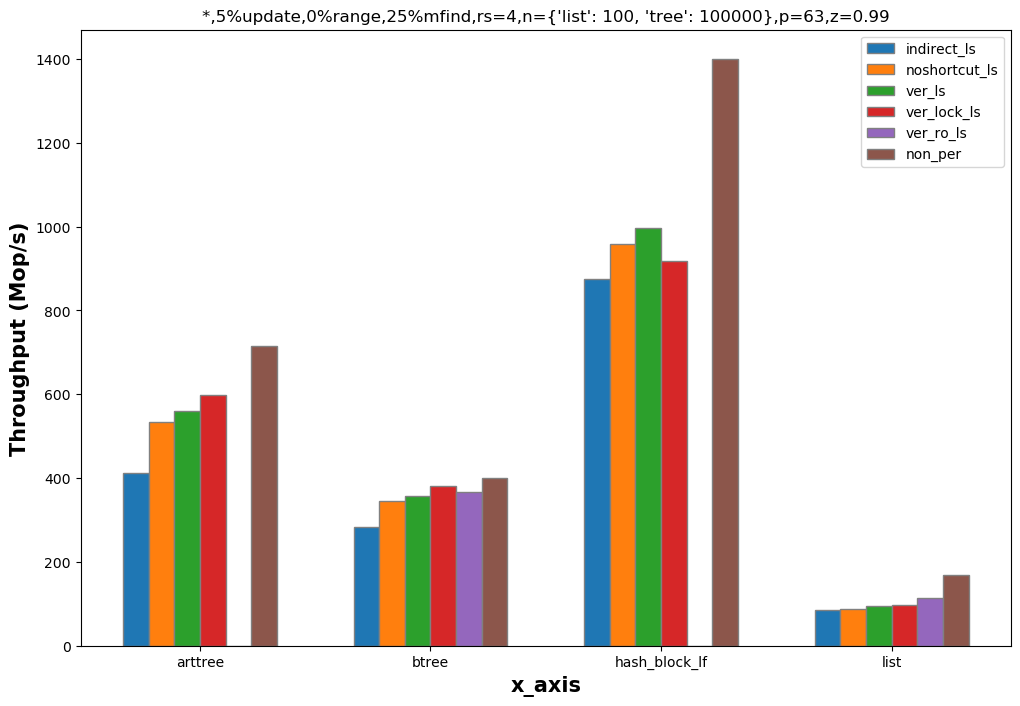 *,5%update,0%range,25%mfind,rs=4,n={'list': 100, 'tree': 100000},p=63,z=0.99
indirect_ls
noshortcut_ls
ver_ls
ver_lock_ls
ver_ro_ls
non_per
Throughput (Mop/s)
1400
1200
1000
800
600
400
200
0
arttree btree hash_block_lf list
x_axis